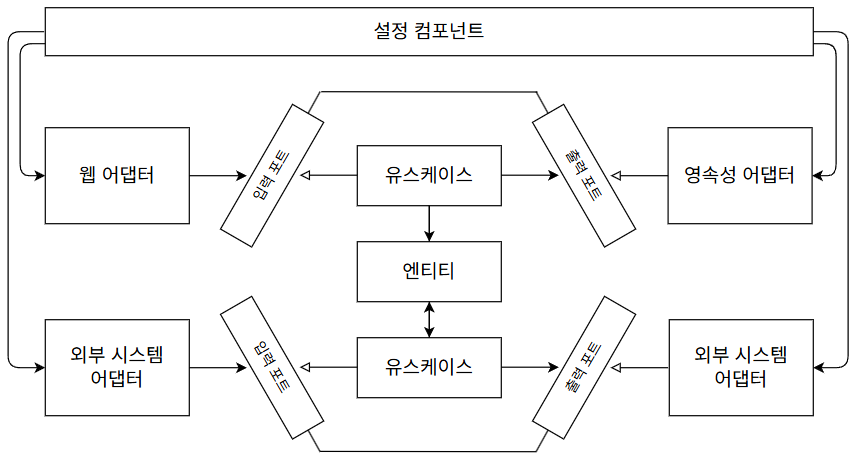 설정 컴포넌트
입력 포트
출력 포트
웹 어댑터
유스케이스
영속성 어댑터
엔티티
입력 포트
출력 포트
외부 시스템
어댑터
유스케이스
외부 시스템
어댑터